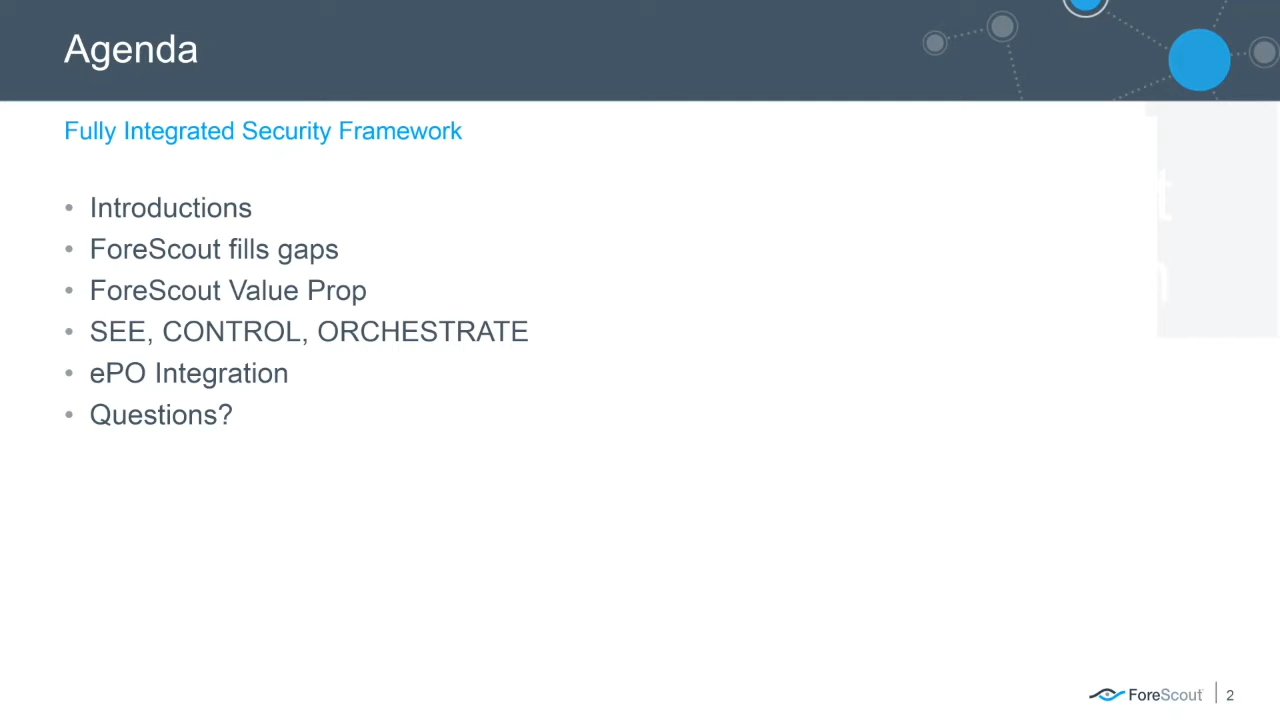 Agenda
Fully Integrated Security Framework
• Introductions
• ForeScout fills gaps
• ForeScout Value Prop
• SEE, CONTROL, ORCHESTRATE
• ePO Integration
• Questions?
ForeScout | 2